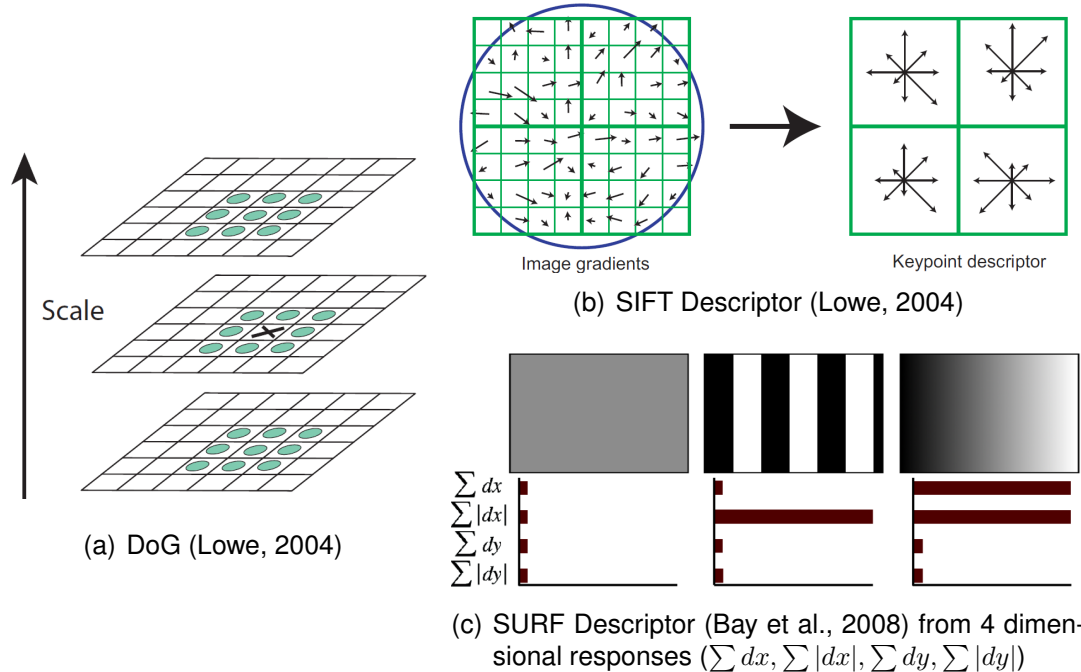 Scale
(a) DoG (Lowe, 2004)
Image gradients
Keypoint descriptor
(b) SIFT Descriptor (Lowe, 2004)
∑ dx
∑ |dx|
∑ dy
∑ |dy|
(c) SURF Descriptor (Bay et al., 2008) from 4 dimen-
sional responses (∑ dx, ∑ |dx|, ∑ dy, ∑ |dy|)